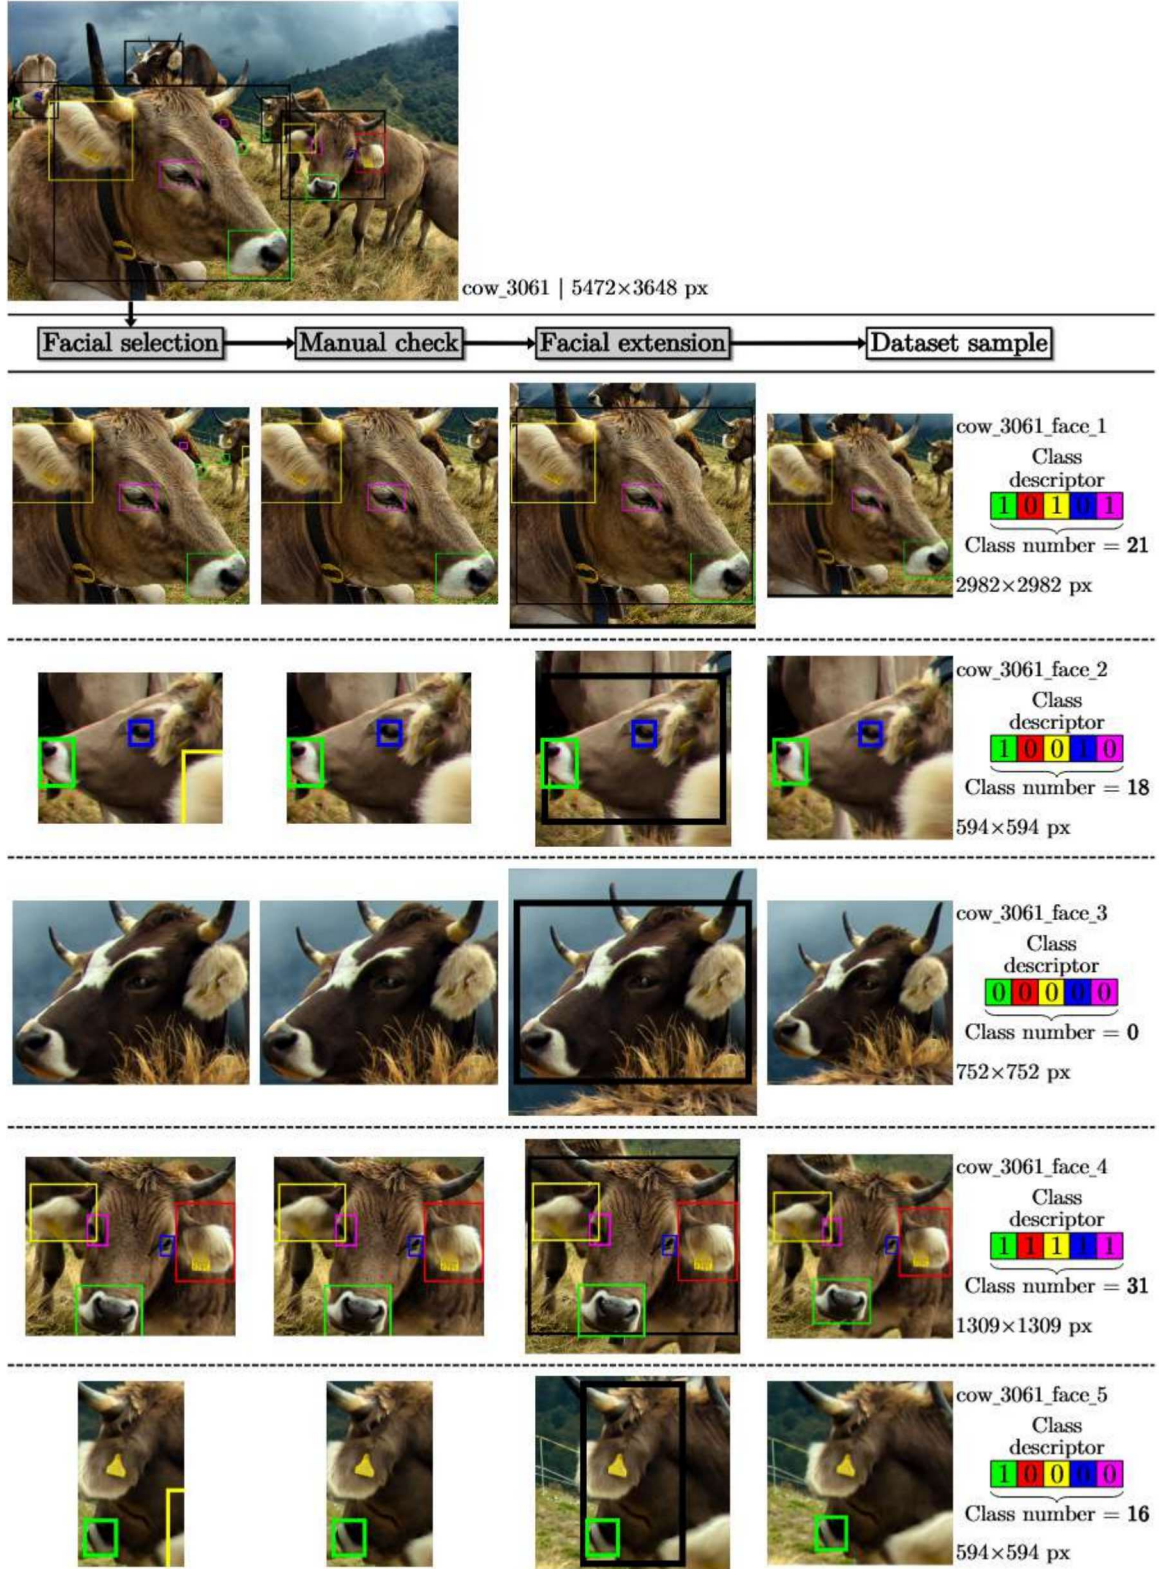 cow_3061 | 5472×3648 px
Facial selection
Manual check
Facial extension
Dataset sample
cow_3061_face_1
Class
descriptor
1 0 1 0 1
Class number = 21
2982×2982 px
cow_3061_face_2
Class
descriptor
1 0 0 1 0
Class number = 18
594×594 px
cow_3061_face_3
Class
descriptor
0 0 0 0 0
Class number = 0
752×752 px
cow_3061_face_4
Class
descriptor
1 1 1 1 1
Class number = 31
1309×1309 px
cow_3061_face_5
Class
descriptor
1 0 0 0 0
Class number = 16
594×594 px